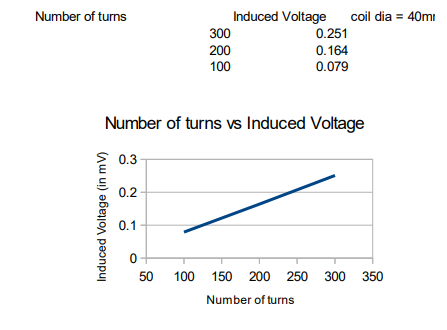 Number of turns Induced Voltage coil dia = 40m
300 0.251
200 0.164
100 0.079
Number of turns vs Induced Voltage
Induced Voltage (in mV)
0.3
0.2
0.1
0
50 100 150 200 250 300 350
Number of turns